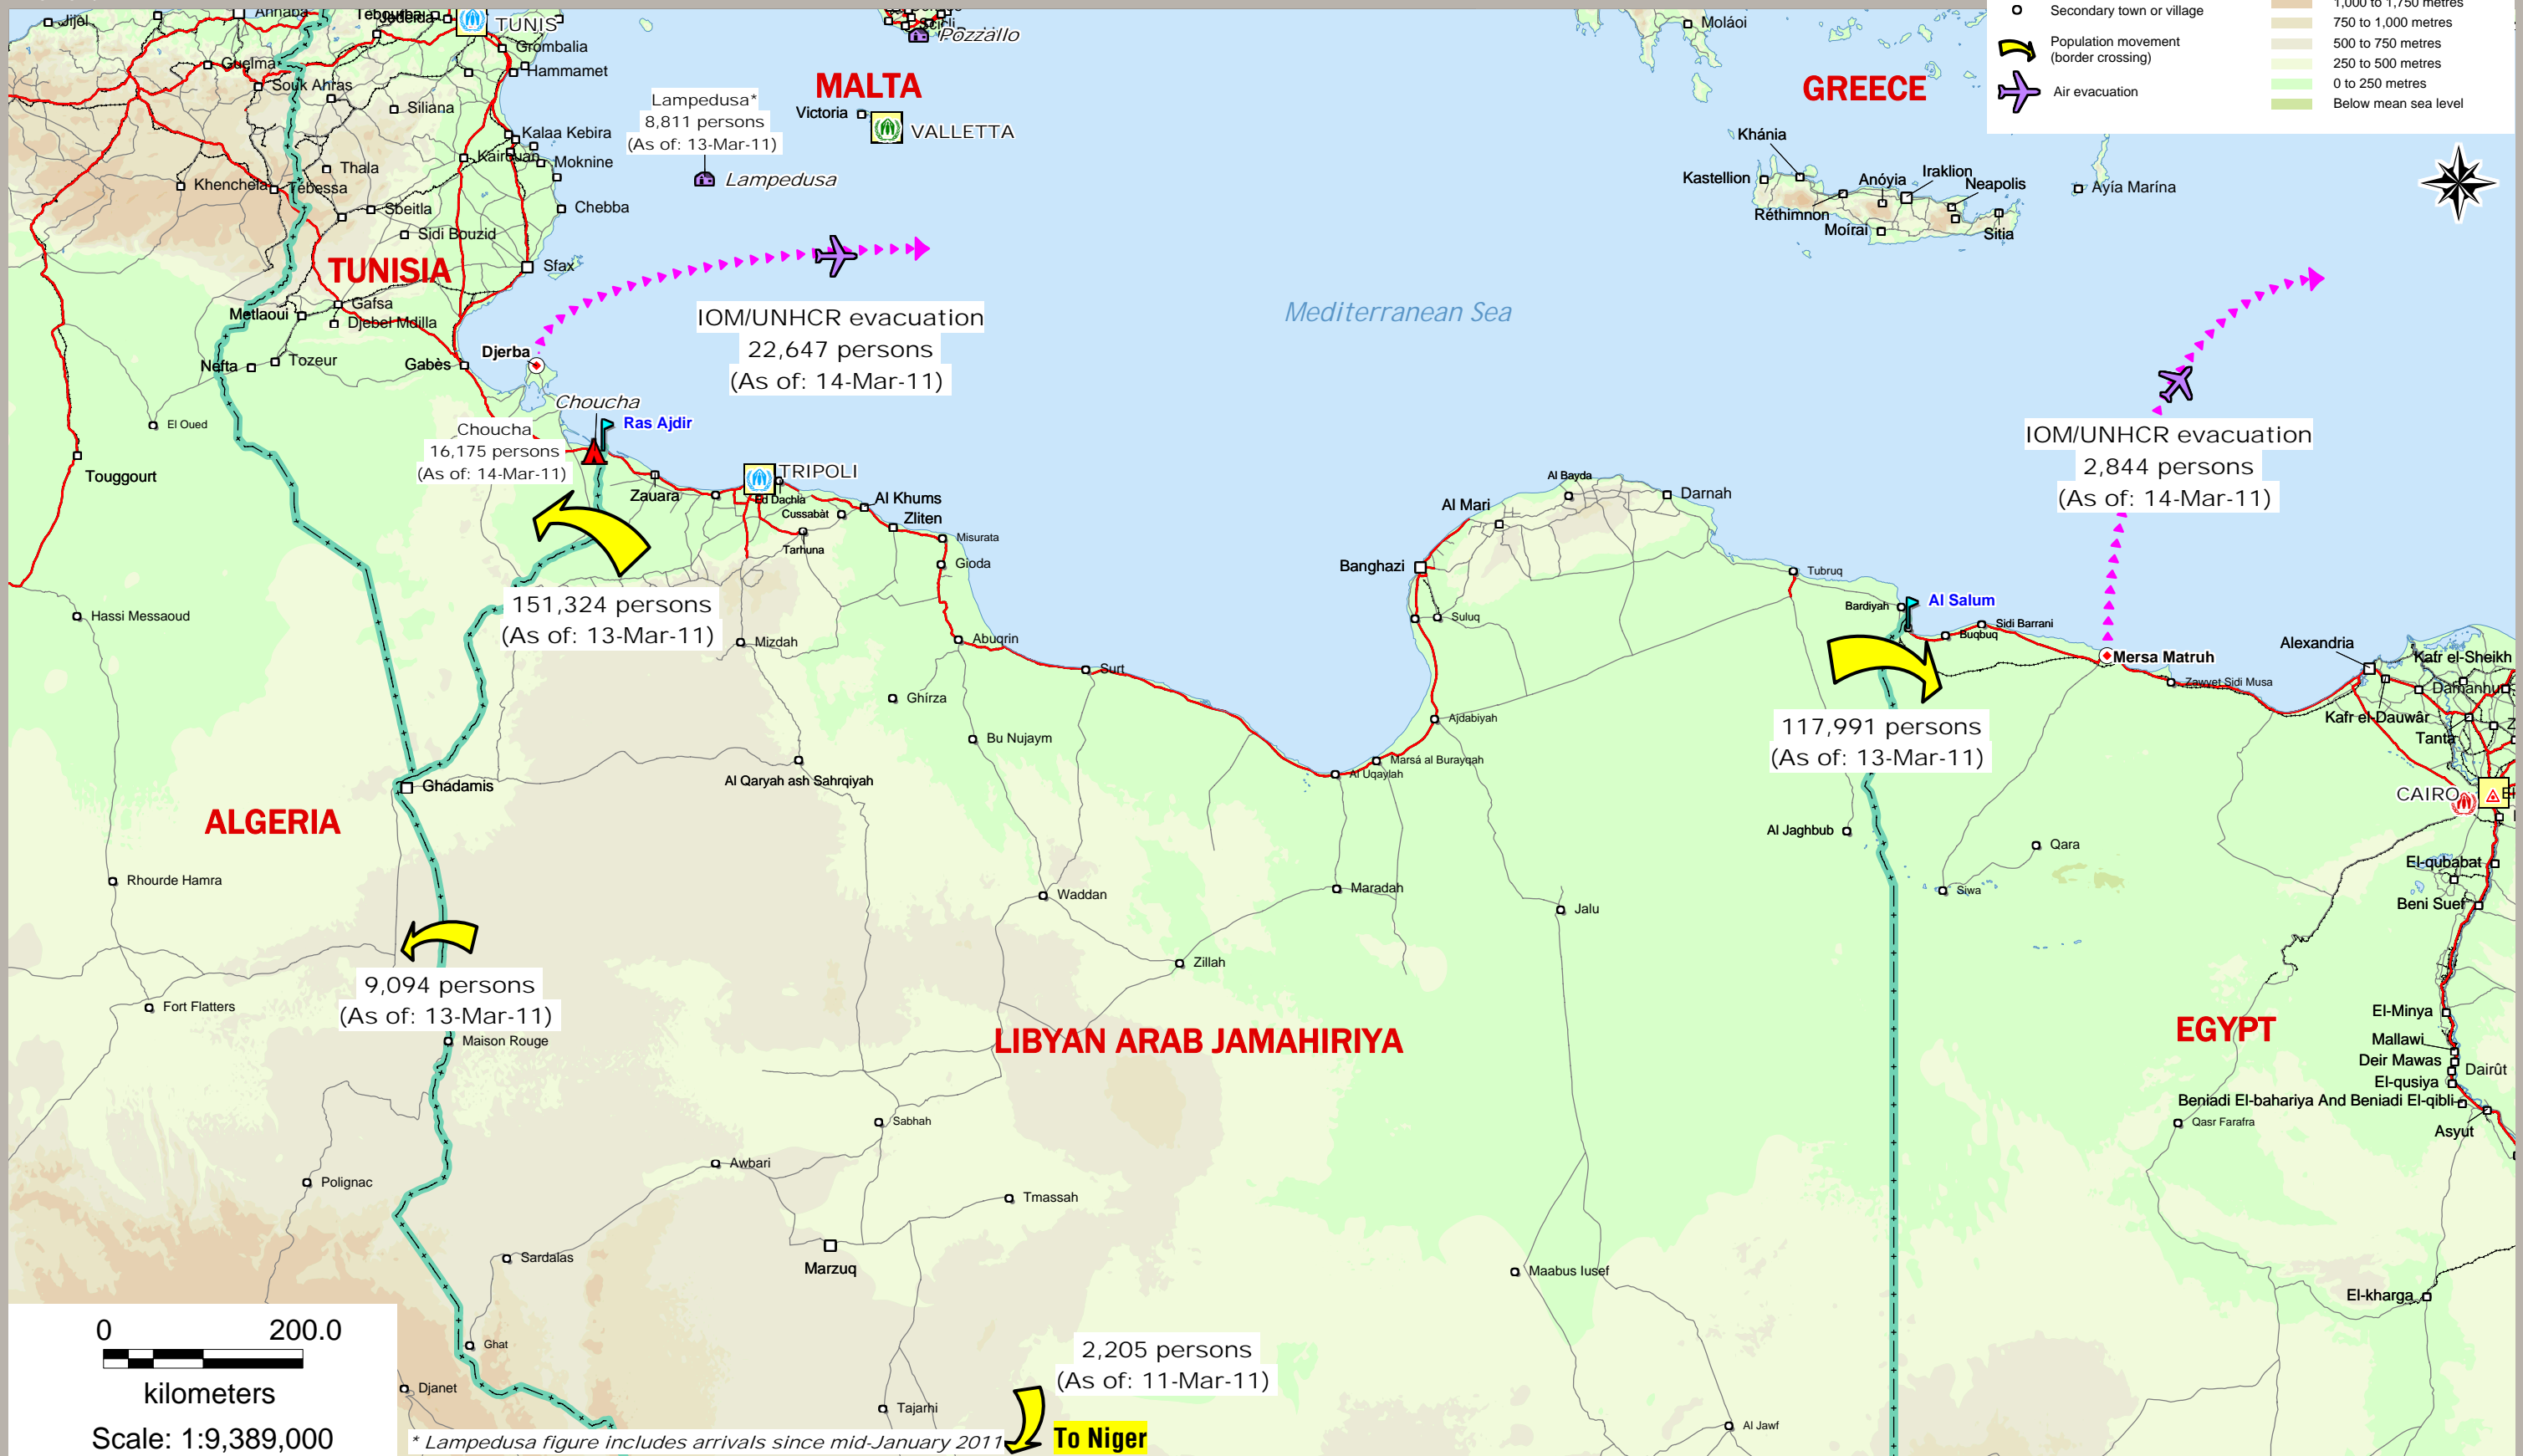 Jijel
Annaba
Tebourba
Jedeida
TUNIS
Grombalia
Hammamet
Guelma
Souk Ahras
Siliana
Kalaa Kebira
Kairouan
Moknine
Thala
Khenchela
Tébessa
Sbeitla
Chebba
Sidi Bouzid
Sfax
TUNISIA
Gafsa
Metlaoui
Djebel Mdilla
Nefta
Tozeur
Gabès
Djerba
El Oued
Touggourt
Hassi Messaoud
Scicli
Pozzallo
MALTA
Victoria
VALLETTA
Lampedusa*
8,811 persons
(As of: 13-Mar-11)
Lampedusa
IOM/UNHCR evacuation
22,647 persons
(As of: 14-Mar-11)
Mediterranean Sea
Moláoi
GREECE
Khánia
Kastellion
Réthimnon
Anóyia
Iraklion
Neapolis
Moírai
Sitia
Ayía Marína
Secondary town or village
Population movement
(border crossing)
Air evacuation
1,000 to 1,750 metres
750 to 1,000 metres
500 to 750 metres
250 to 500 metres
0 to 250 metres
Below mean sea level
Choucha
Ras Ajdir
Choucha
16,175 persons
(As of: 14-Mar-11)
Zauara
TRIPOLI
Ed Dachla
Cussabàt
Tarhuna
Al Khums
Zliten
Misurata
Gioda
151,324 persons
(As of: 13-Mar-11)
Mizdah
Abuqrin
Surt
Ghírza
Bu Nujaym
Al Qaryah ash Sahrqiyah
Al Bayda
Al Mari
Darnah
Banghazi
Suluq
Tubruq
Ajdabiyah
Marsá al Burayqah
Al Uqaylah
IOM/UNHCR evacuation
2,844 persons
(As of: 14-Mar-11)
Bardiyah
Al Salum
Buqbuq
Sidi Barrani
Mersa Matruh
Zawyet Sidi Musa
Alexandria
Kafr el-Sheikh
Damanhur
Kafr el-Dauwâr
Tanta
Z
117,991 persons
(As of: 13-Mar-11)
CAIRO
Al Jaghbub
Qara
Siwa
El-qubabat
Beni Suef
Ghadamis
ALGERIA
Rhourde Hamra
Fort Flatters
9,094 persons
(As of: 13-Mar-11)
Maison Rouge
Waddan
Zillah
Maradah
Jalu
LIBYAN ARAB JAMAHIRIYA
EGYPT
El-Minya
Mallawi
Deir Mawas
Dairût
El-qusiya
Beniadi El-bahariya And Beniadi El-qibli
Asyut
Qasr Farafra
El-kharga
Polignac
Sabhah
Awbari
Tmassah
Sardalas
Marzuq
Maabus Iusef
Ghat
Djanet
Tajarhi
Al Jawf
2,205 persons
(As of: 11-Mar-11)
To Niger
0 200.0
kilometers
Scale: 1:9,389,000
* Lampedusa figure includes arrivals since mid-January 2011